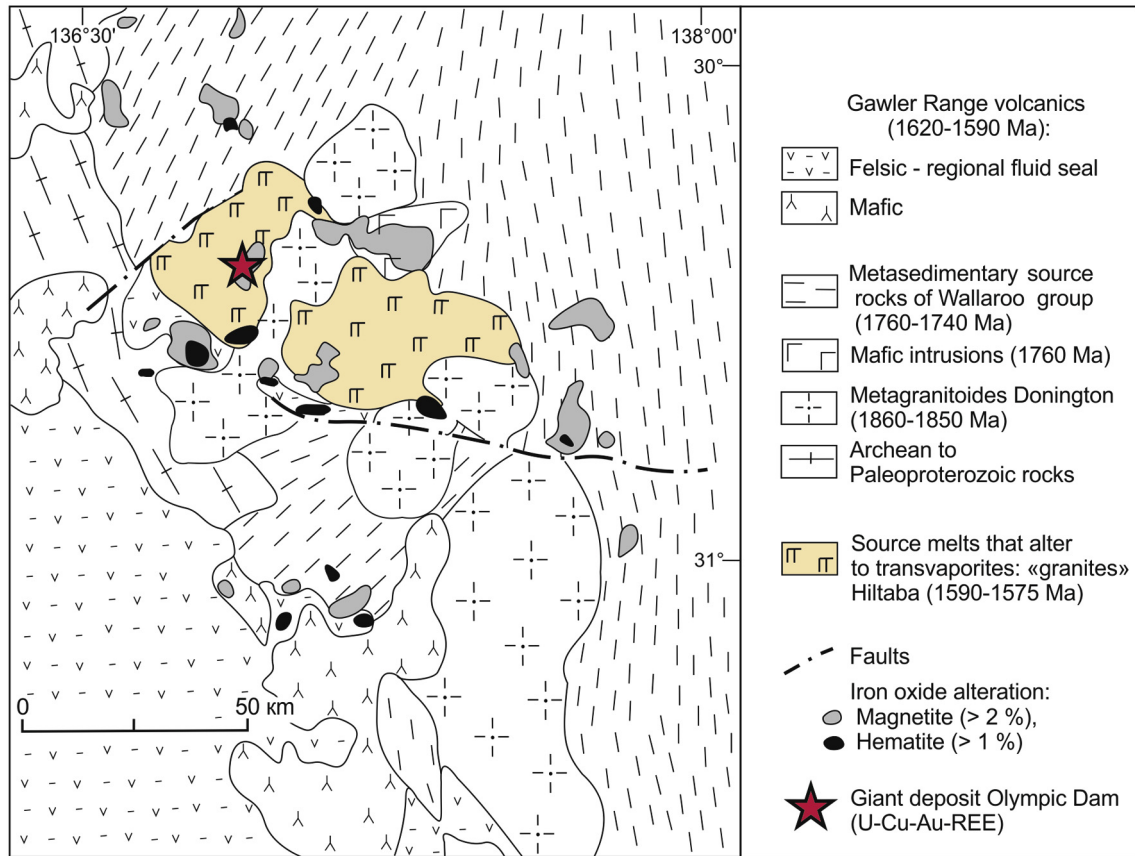 136°30'
138°00'
30°
31°
0
50 кm
Gawler Range volcanics
(1620-1590 Ma):
Felsic - regional fluid seal
Mafic
Metasedimentary source
rocks of Wallaroo group
(1760-1740 Ma)
Mafic intrusions (1760 Ma)
Metagranitoides Donington
(1860-1850 Ma)
Archean to
Paleoproterozoic rocks
Source melts that alter
to transvaporites: «granites»
Hiltaba (1590-1575 Ma)
Faults
Iron oxide alteration:
Magnetite (> 2 %),
Hematite (> 1 %)
Giant deposit Olympic Dam
(U-Cu-Au-REE)